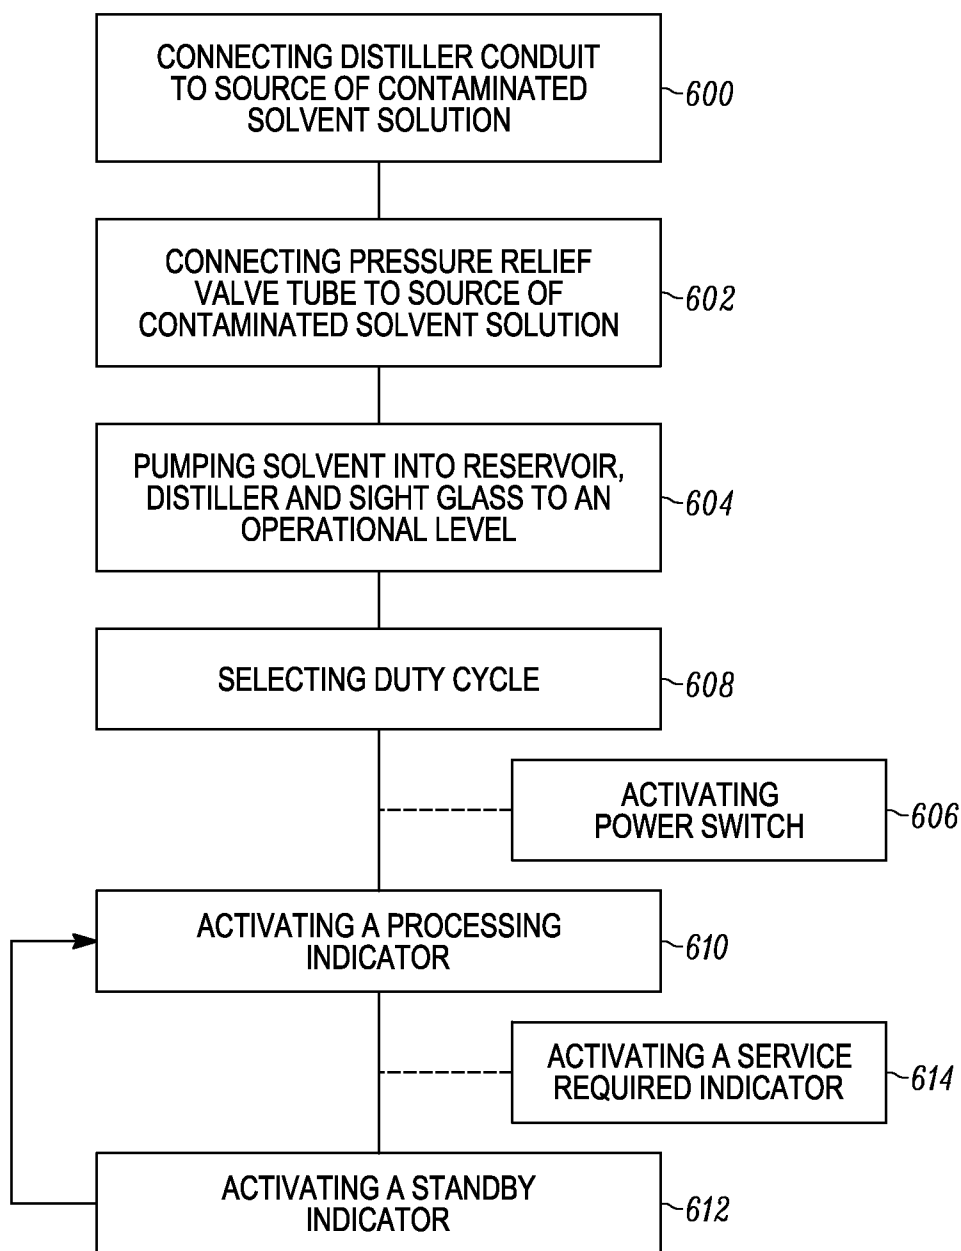 CONNECTING DISTILLER CONDUIT
TO SOURCE OF CONTAMINATED
SOLVENT SOLUTION
600
CONNECTING PRESSURE RELIEF
VALVE TUBE TO SOURCE OF
CONTAMINATED SOLVENT SOLUTION
602
PUMPING SOLVENT INTO RESERVOIR,
DISTILLER AND SIGHT GLASS TO AN
OPERATIONAL LEVEL
604
SELECTING DUTY CYCLE
608
ACTIVATING
POWER SWITCH
606
ACTIVATING A PROCESSING
INDICATOR
610
ACTIVATING A SERVICE
REQUIRED INDICATOR
614
ACTIVATING A STANDBY
INDICATOR
612